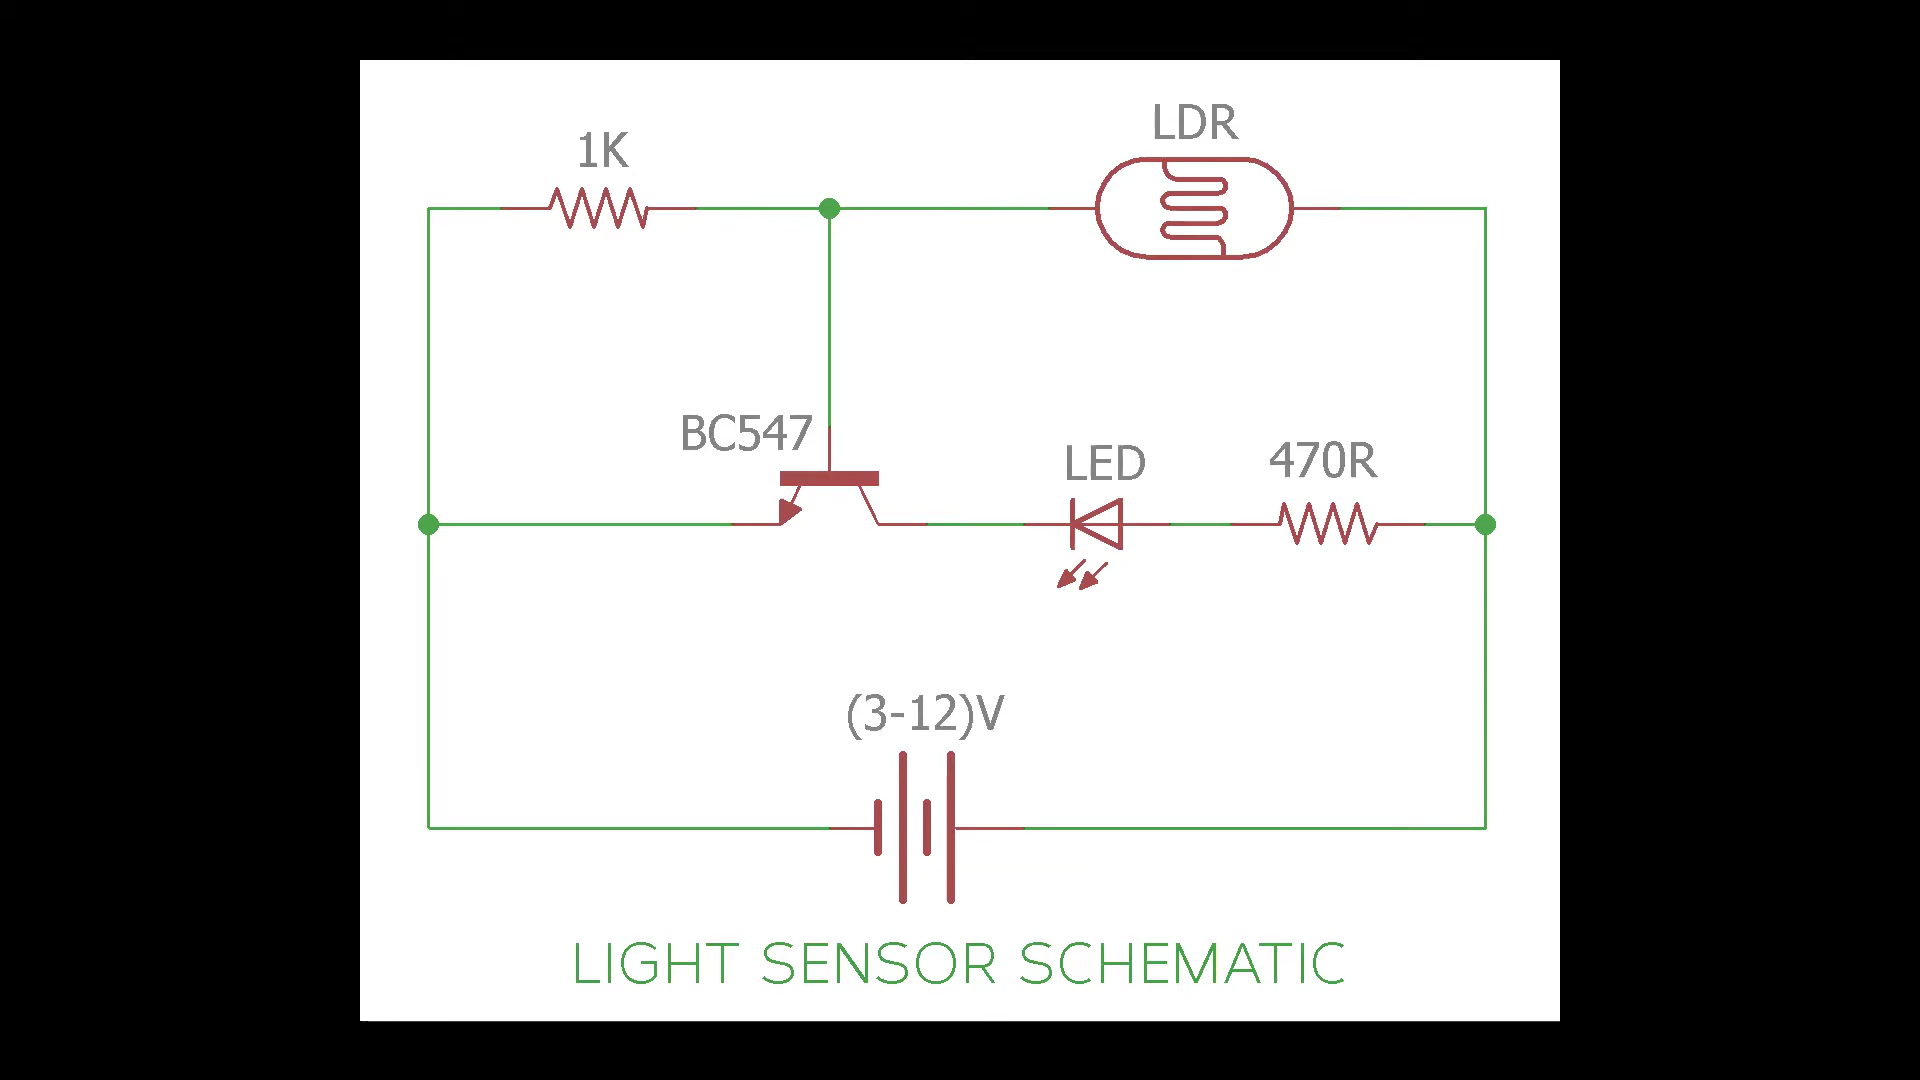 LDR
1K
BC547
LED
470R
(3-12)V
LIGHT SENSOR SCHEMATIC